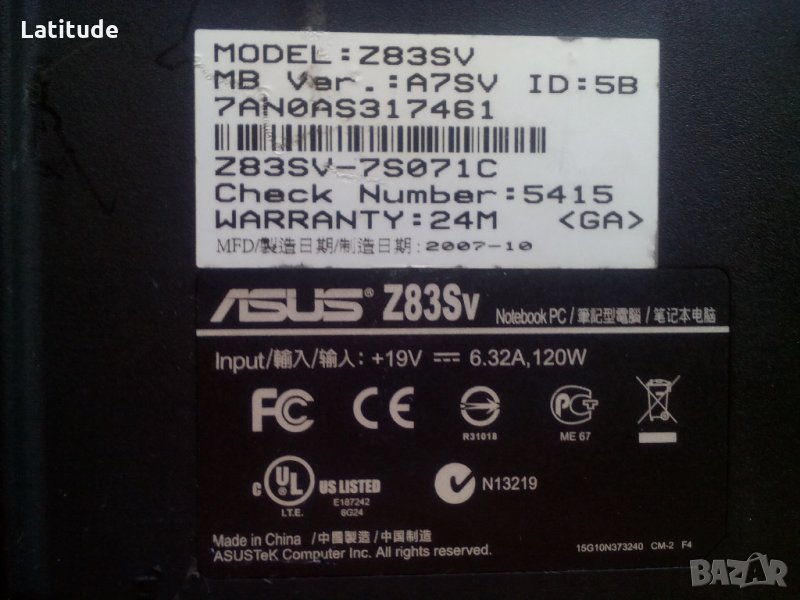 Latitude
MODEL:Z83SV
MB Ver.:A7SV ID:5B
7AN0AS317461
Z83SV-7S071C
Check Number:5415
WARRANTY:24M <GA>
MFD/製造日期/制造日期:2007-10
ASUS® Z83Sv Notebook PC/筆記型電腦/笔记本电脑
Input/輸入/输入: +19V ⎓ 6.32A,120W
FC CE
R31018
PCT
ME 67
c UL US LISTED
I.T.E.
E187242
6G24
N13219
Made in China /中國製造/中国制造
ASUSTeK Computer Inc. All rights reserved.
15G10N373240 CM-2 F4
BAZAR